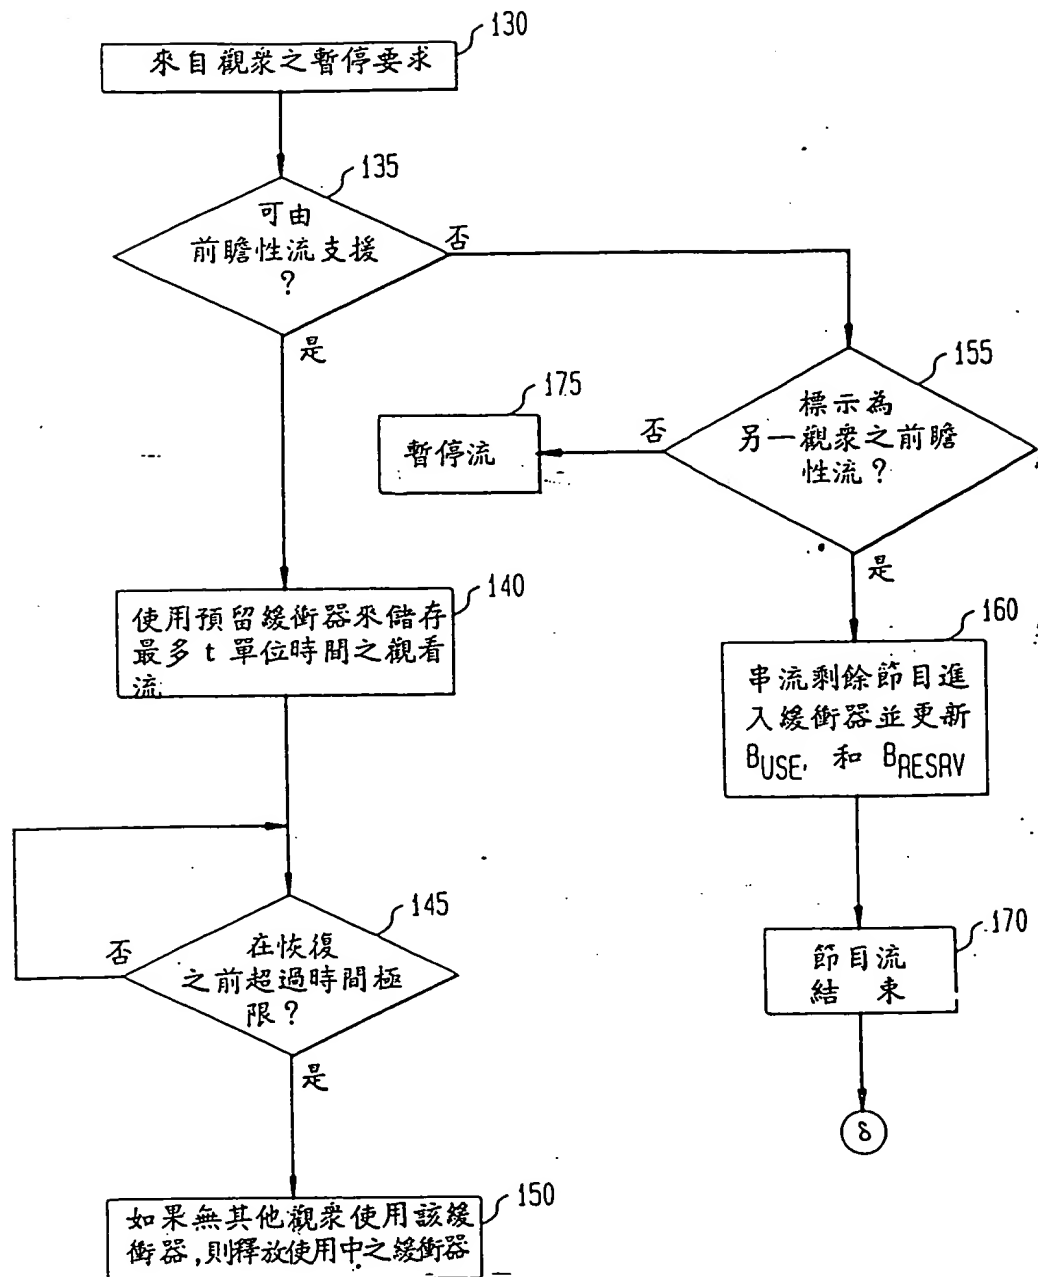 130
來自觀衆之暫停要求
135
可由
前瞻性流支援
?
否
是
155
標示為
另一觀衆之前瞻
性流?
否
是
175
暫停流
140
使用預留緩衝器來儲存
最多 t 單位時間之觀看
流
160
串流剩餘節目進
入緩衝器並更新
BUSE, 和 BRESRV
145
在恢復
之前超過時間極
限?
否
是
170
節目流
結 束
δ
150
如果無其他觀衆使用該緩
衝器,則釋放使用中之緩衝器